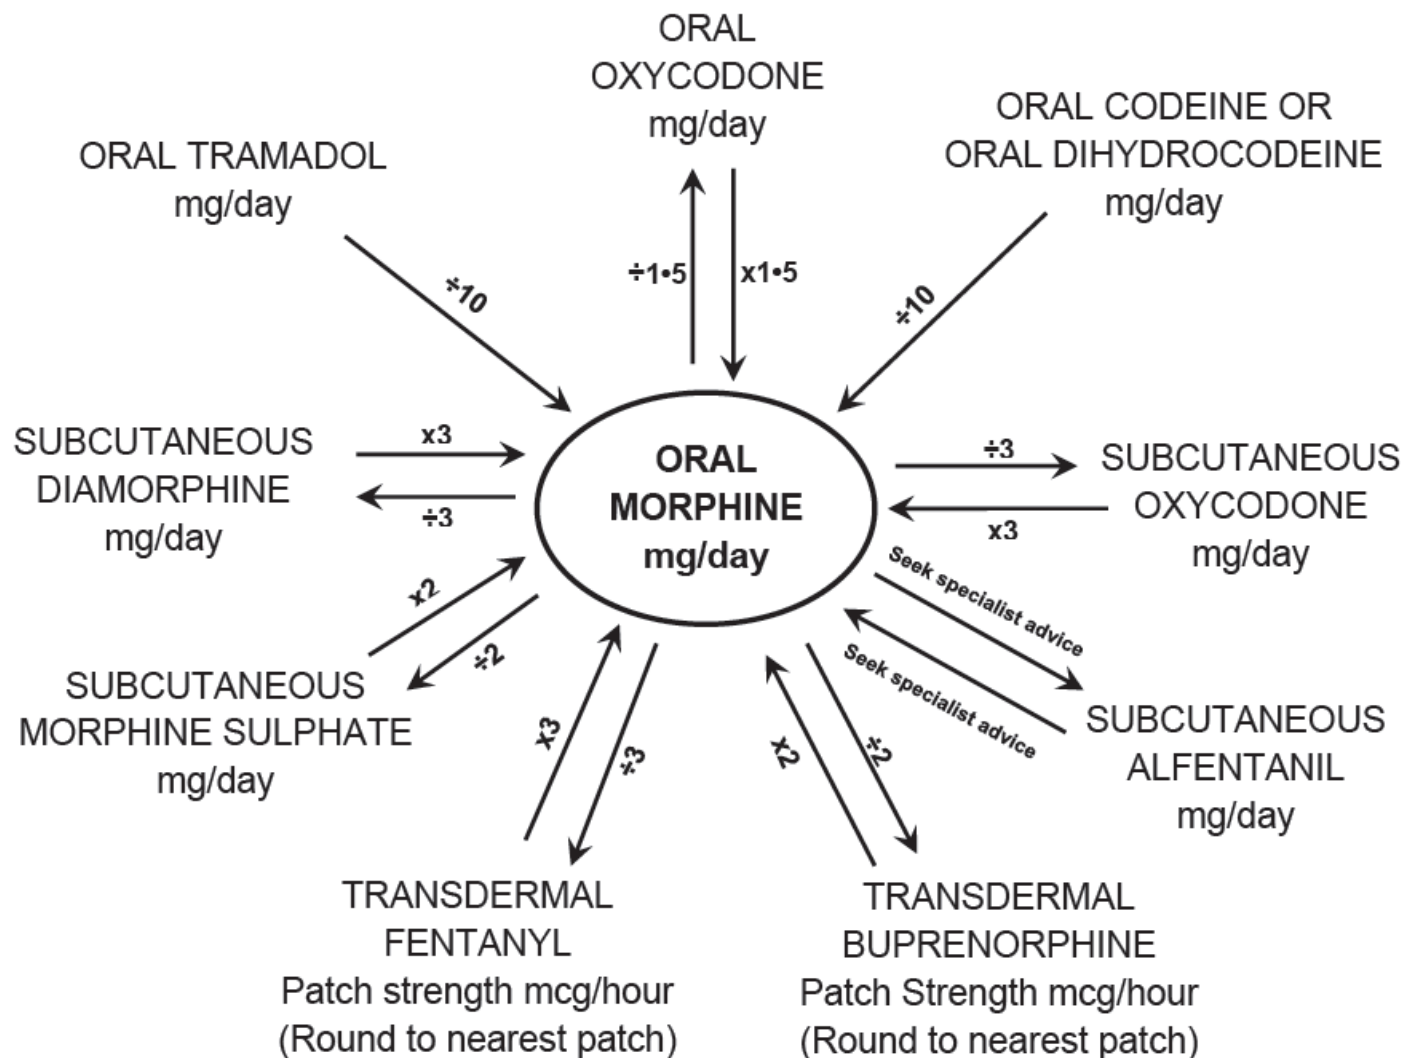 ORAL
OXYCODONE
mg/day
ORAL TRAMADOL
mg/day
ORAL CODEINE OR
ORAL DIHYDROCODEINE
mg/day
÷10
÷1•5
x1•5
÷10
SUBCUTANEOUS
DIAMORPHINE
mg/day
x3
÷3
ORAL
MORPHINE
mg/day
÷3
x3
SUBCUTANEOUS
OXYCODONE
mg/day
x2
÷2
SUBCUTANEOUS
MORPHINE SULPHATE
mg/day
Seek specialist advice
Seek specialist advice
SUBCUTANEOUS
ALFENTANIL
mg/day
x3
÷3
x2
÷2
TRANSDERMAL
FENTANYL
Patch strength mcg/hour
(Round to nearest patch)
TRANSDERMAL
BUPRENORPHINE
Patch Strength mcg/hour
(Round to nearest patch)